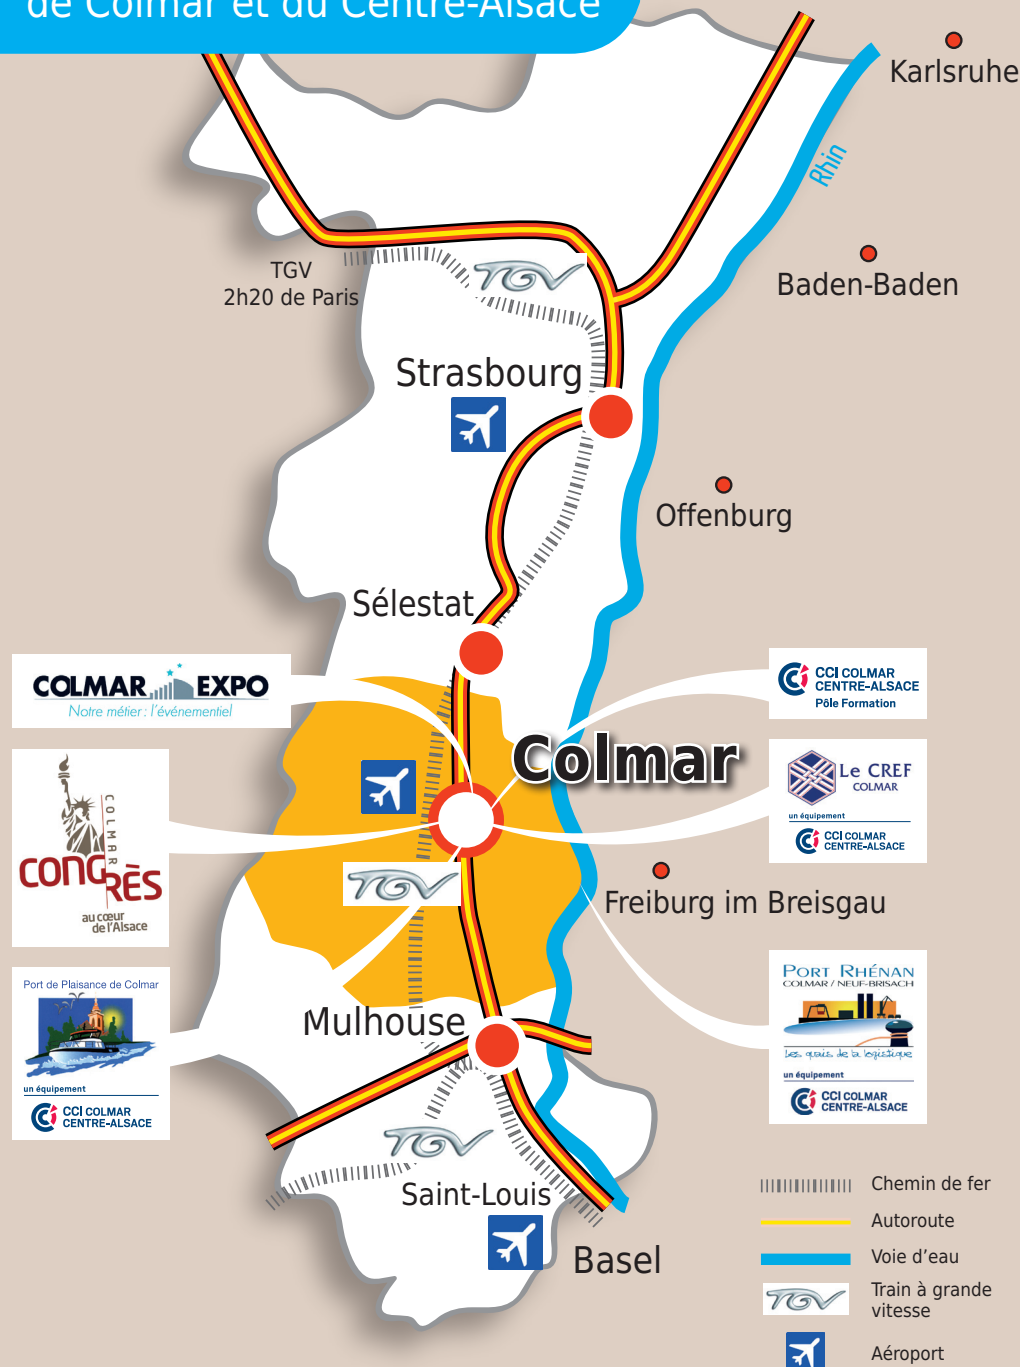 de Colmar et du Centre-Alsace
Karlsruhe
Rhin
TGV
2h20 de Paris
TGV
Baden-Baden
Strasbourg
Offenburg
Sélestat
COLMAR EXPO
Notre métier : l'événementiel
CCI COLMAR
CENTRE-ALSACE
Pôle Formation
Colmar
COLMAR
CONGRÈS
au cœur
de l'Alsace
Le CREF
COLMAR
un équipement
CCI COLMAR
CENTRE-ALSACE
TGV
Freiburg im Breisgau
Port de Plaisance de Colmar
un équipement
CCI COLMAR
CENTRE-ALSACE
PORT RHÉNAN
COLMAR / NEUF-BRISACH
Les quais de la logistique
un équipement
CCI COLMAR
CENTRE-ALSACE
Mulhouse
TGV
Saint-Louis
Basel
Chemin de fer
Autoroute
Voie d'eau
TGV
Train à grande
vitesse
Aéroport